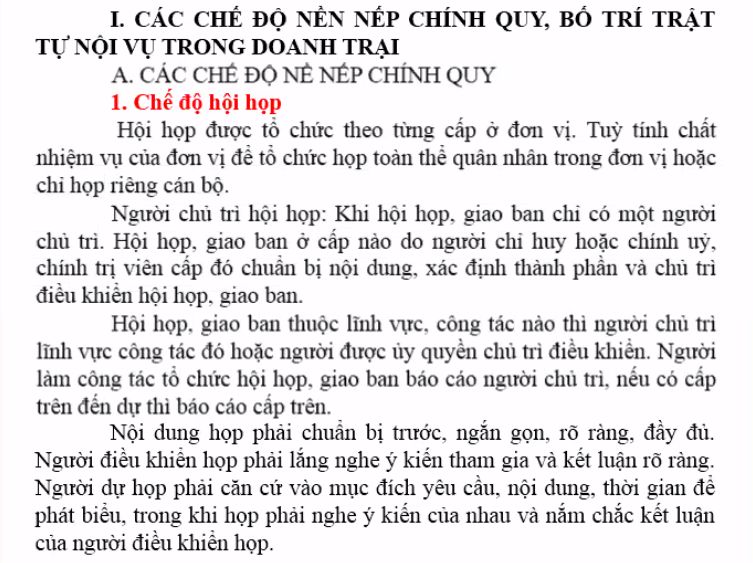 I. CÁC CHẾ ĐỘ NỀN NẾP CHÍNH QUY, BỐ TRÍ TRẬT
TỰ NỘI VỤ TRONG DOANH TRẠI
A. CÁC CHẾ ĐỘ NỀ NẾP CHÍNH QUY
1. Chế độ hội họp
Hội họp được tổ chức theo từng cấp ở đơn vị. Tuỳ tính chất
nhiệm vụ của đơn vị để tổ chức họp toàn thể quân nhân trong đơn vị hoặc
chỉ họp riêng cán bộ.
Người chủ trì hội họp: Khi hội họp, giao ban chỉ có một người
chủ trì. Hội họp, giao ban ở cấp nào do người chỉ huy hoặc chính uỷ,
chính trị viên cấp đó chuẩn bị nội dung, xác định thành phần và chủ trì
điều khiển hội họp, giao ban.
Hội họp, giao ban thuộc lĩnh vực, công tác nào thì người chủ trì
lĩnh vực công tác đó hoặc người được ủy quyền chủ trì điều khiển. Người
làm công tác tổ chức hội họp, giao ban báo cáo người chủ trì, nếu có cấp
trên đến dự thì báo cáo cấp trên.
Nội dung họp phải chuẩn bị trước, ngắn gọn, rõ ràng, đầy đủ.
Người điều khiển họp phải lắng nghe ý kiến tham gia và kết luận rõ ràng.
Người dự họp phải căn cứ vào mục đích yêu cầu, nội dung, thời gian để
phát biểu, trong khi họp phải nghe ý kiến của nhau và nắm chắc kết luận
của người điều khiển họp.